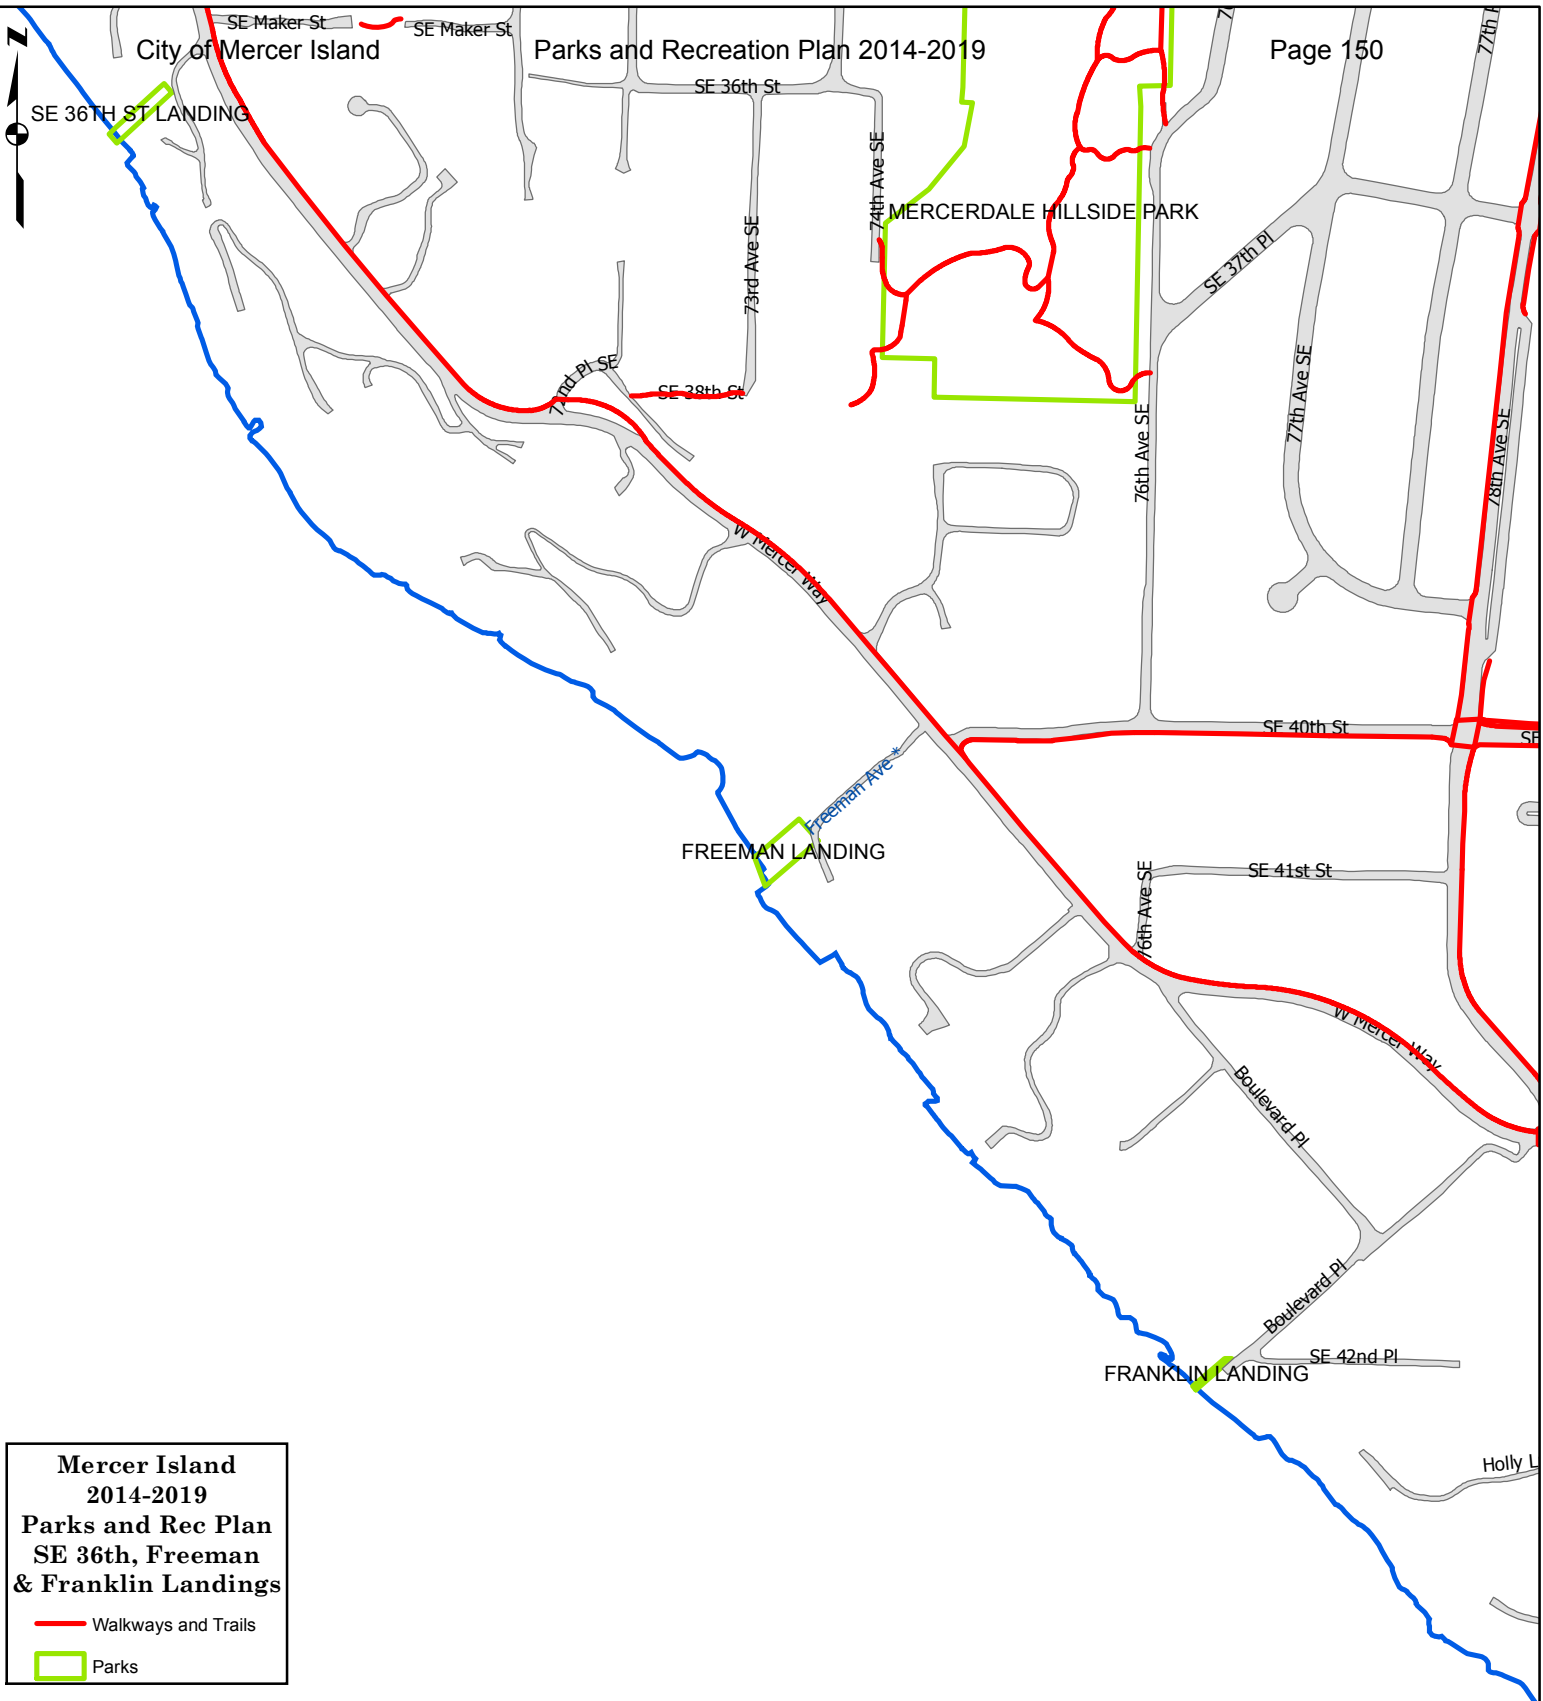 SE Maker St
SE Maker St
City of Mercer Island
Parks and Recreation Plan 2014-2019
Page 150
77th
SE 36th St
SE 36TH ST LANDING
74th Ave SE
MERCERDALE HILLSIDE PARK
73rd Ave SE
SE 37th Pl
72nd Pl SE
SE 38th St
77th Ave SE
76th Ave SE
78th Ave SE
W Mercer Way
SE 40th St
SE
Freeman Ave *
FREEMAN LANDING
SE 41st St
76th Ave SE
W Mercer Way
Boulevard Pl
Boulevard Pl
SE 42nd Pl
FRANKLIN LANDING
Holly L
Mercer Island
2014-2019
Parks and Rec Plan
SE 36th, Freeman
& Franklin Landings
Walkways and Trails
Parks